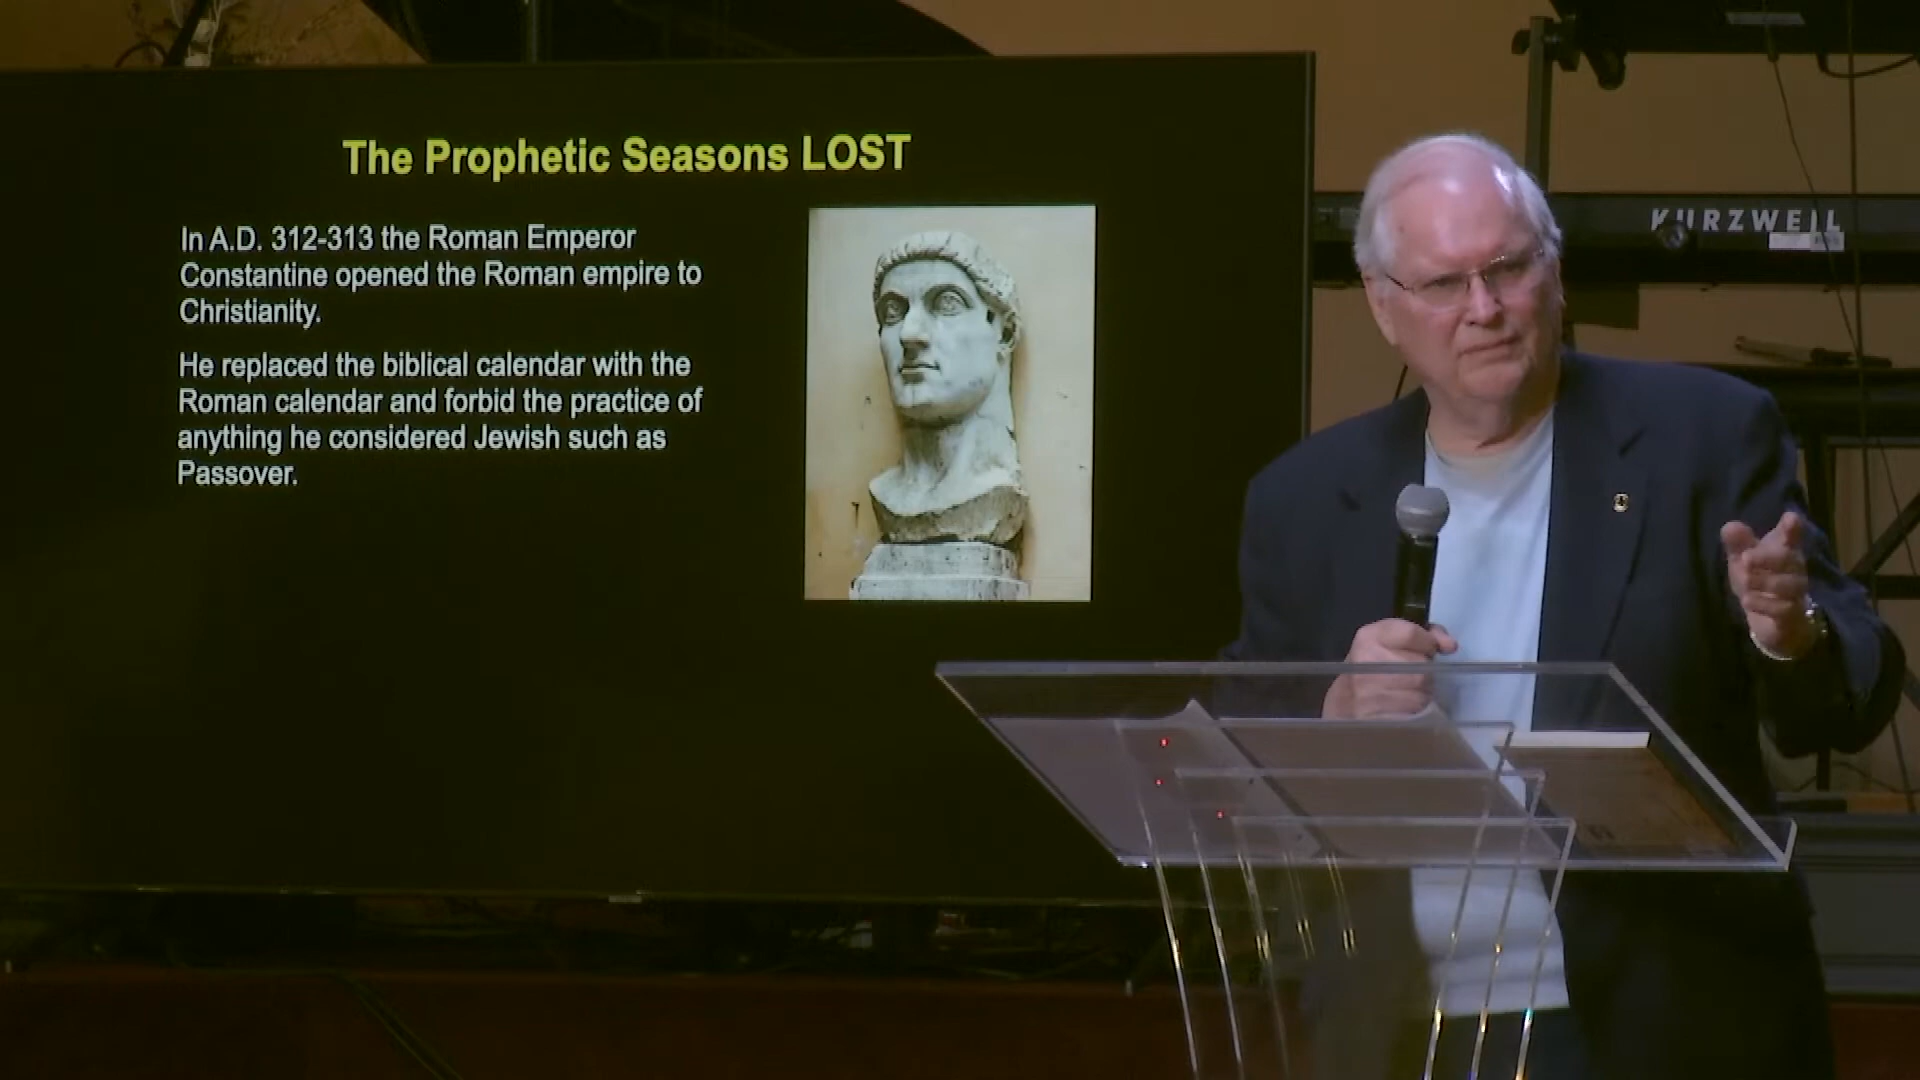 The Prophetic Seasons LOST
In A.D. 312-313 the Roman Emperor
Constantine opened the Roman empire to
Christianity.
He replaced the biblical calendar with the
Roman calendar and forbid the practice of
anything he considered Jewish such as
Passover.
KURZWEIL